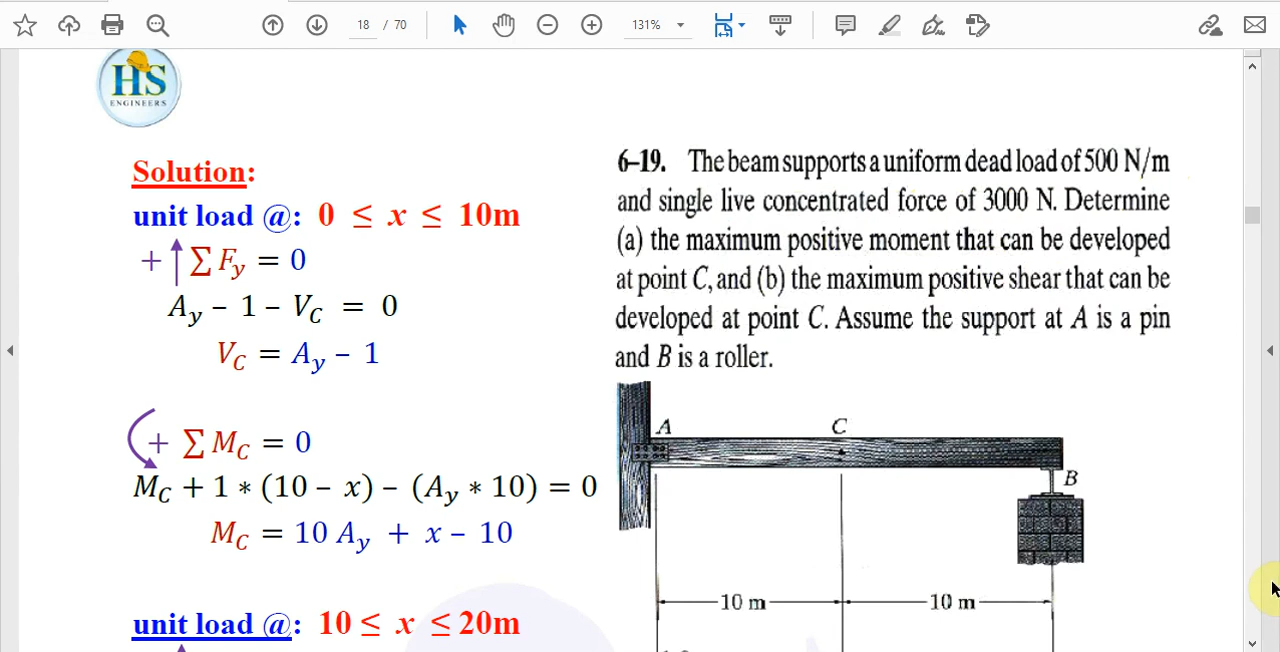 18 / 70
131%
HS
ENGINEERS
Solution:
unit load @: 0 ≤ x ≤ 10m
+ ∑ Fy = 0
Ay − 1 − VC = 0
VC = Ay − 1
+ ∑ MC = 0
MC + 1 ∗ (10 − x) − (Ay ∗ 10) = 0
MC = 10 Ay + x − 10
unit load @: 10 ≤ x ≤ 20m
6–19. The beam supports a uniform dead load of 500 N/m
and single live concentrated force of 3000 N. Determine
(a) the maximum positive moment that can be developed
at point C, and (b) the maximum positive shear that can be
developed at point C. Assume the support at A is a pin
and B is a roller.
A
C
B
10 m
10 m